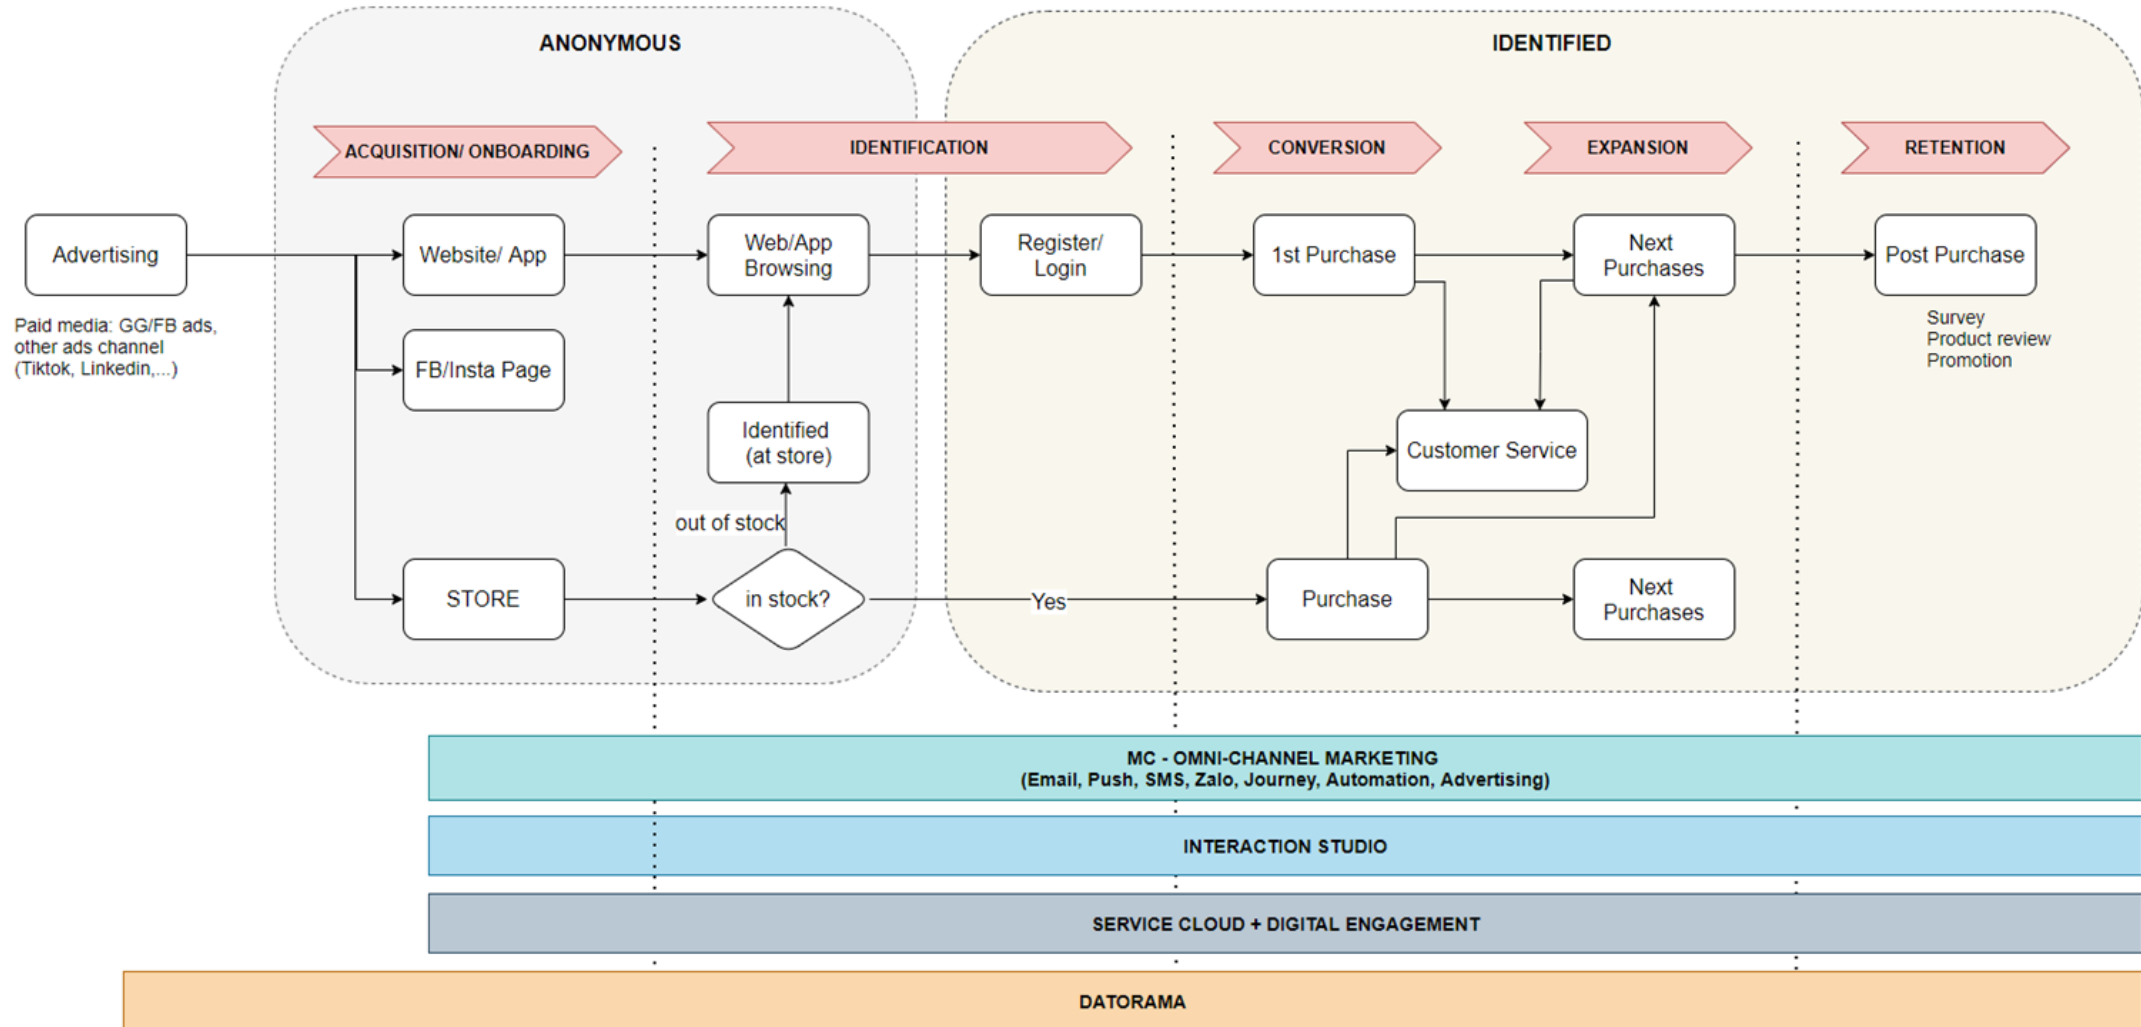 ANONYMOUS
IDENTIFIED
ACQUISITION/ ONBOARDING
IDENTIFICATION
CONVERSION
EXPANSION
RETENTION
Advertising
Website/ App
Web/App
Browsing
Register/
Login
1st Purchase
Next
Purchases
Post Purchase
Paid media: GG/FB ads,
other ads channel
(Tiktok, Linkedin,...)
FB/Insta Page
Survey
Product review
Promotion
Identified
(at store)
Customer Service
out of stock
STORE
in stock?
Yes
Purchase
Next
Purchases
MC - OMNI-CHANNEL MARKETING
(Email, Push, SMS, Zalo, Journey, Automation, Advertising)
INTERACTION STUDIO
SERVICE CLOUD + DIGITAL ENGAGEMENT
DATORAMA